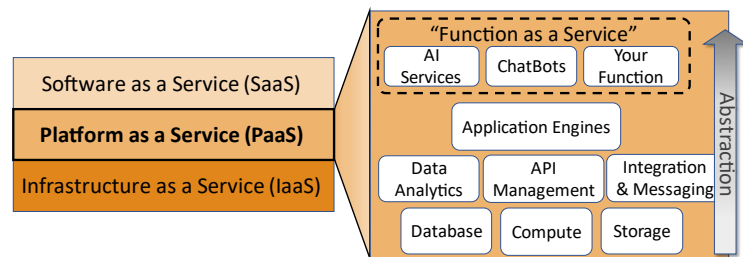 Software as a Service (SaaS)
Platform as a Service (PaaS)
Infrastructure as a Service (IaaS)
“Function as a Service”
AI
Services
ChatBots
Your
Function
Application Engines
Data
Analytics
API
Management
Integration
& Messaging
Database
Compute
Storage
Abstraction